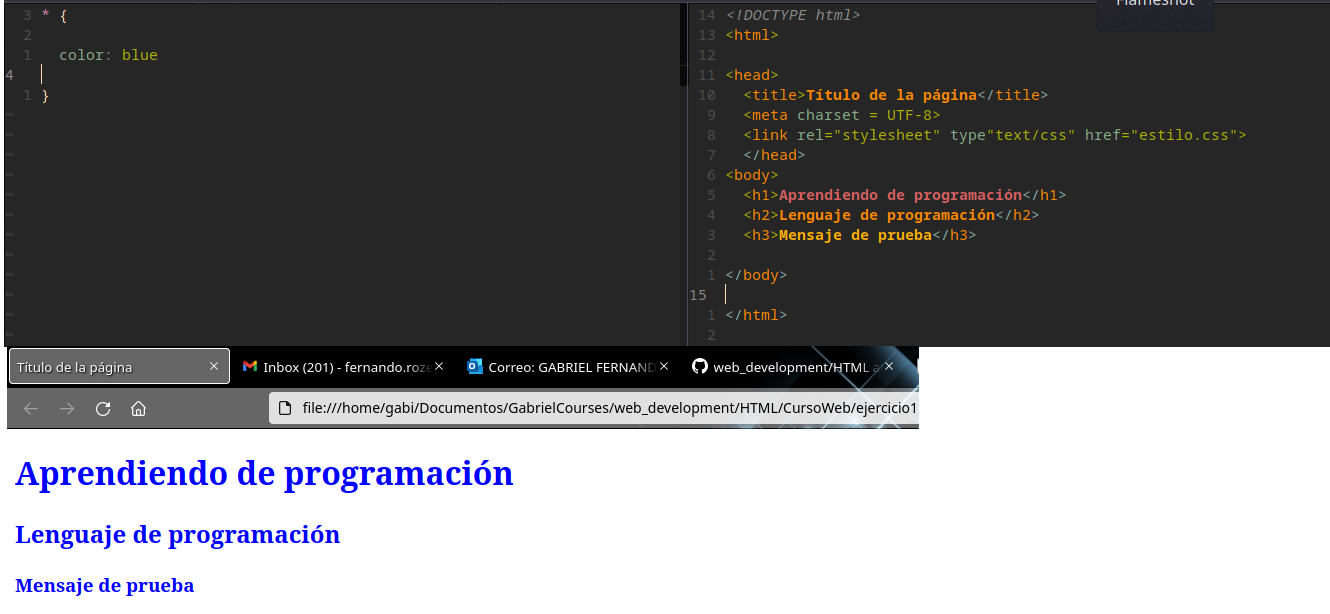 Flameshot
3 * {
2
1 color: blue
4
1 }
~
~
~
~
~
~
~
~
~
~
~
~
14 <!DOCTYPE html>
13 <html>
12
11 <head>
10 <title>Título de la página</title>
9 <meta charset = UTF-8>
8 <link rel="stylesheet" type"text/css" href="estilo.css">
7 </head>
6 <body>
5 <h1>Aprendiendo de programación</h1>
4 <h2>Lenguaje de programación</h2>
3 <h3>Mensaje de prueba</h3>
2
1 </body>
15
1 </html>
2
Título de la página × Inbox (201) - fernando.roze × Correo: GABRIEL FERNAND × web_development/HTML a ×
file:///home/gabi/Documentos/GabrielCourses/web_development/HTML/CursoWeb/ejercicio1
Aprendiendo de programación
Lenguaje de programación
Mensaje de prueba